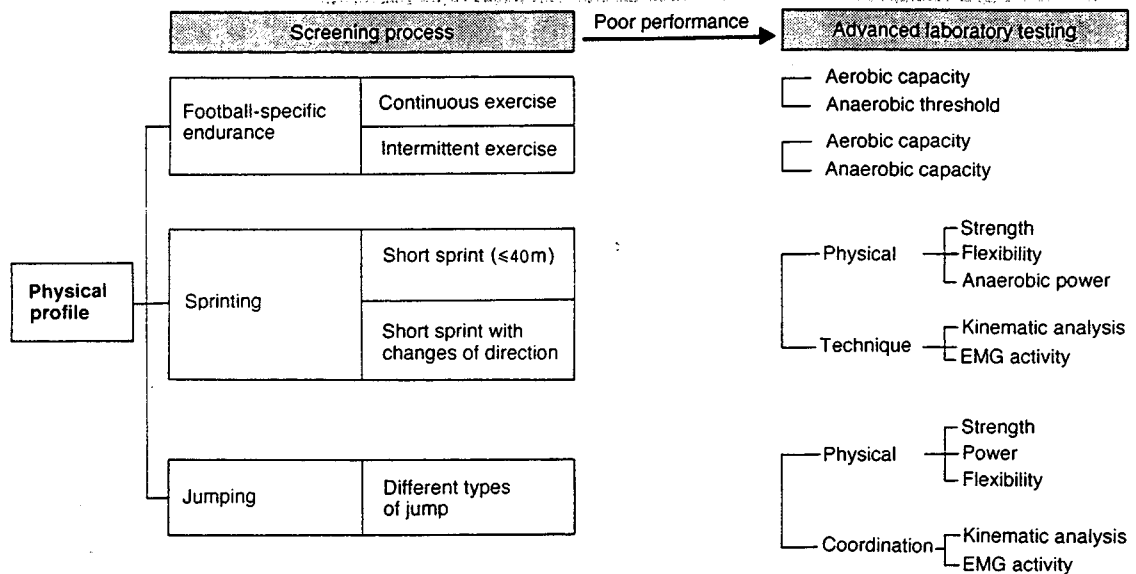 Screening process
Poor performance
Advanced laboratory testing
Physical
profile
Football-specific
endurance
Continuous exercise
Intermittent exercise
Aerobic capacity
Anaerobic threshold
Aerobic capacity
Anaerobic capacity
Sprinting
Short sprint (≤40m)
Short sprint with
changes of direction
Physical
Strength
Flexibility
Anaerobic power
Technique
Kinematic analysis
EMG activity
Jumping
Different types
of jump
Physical
Strength
Power
Flexibility
Coordination
Kinematic analysis
EMG activity